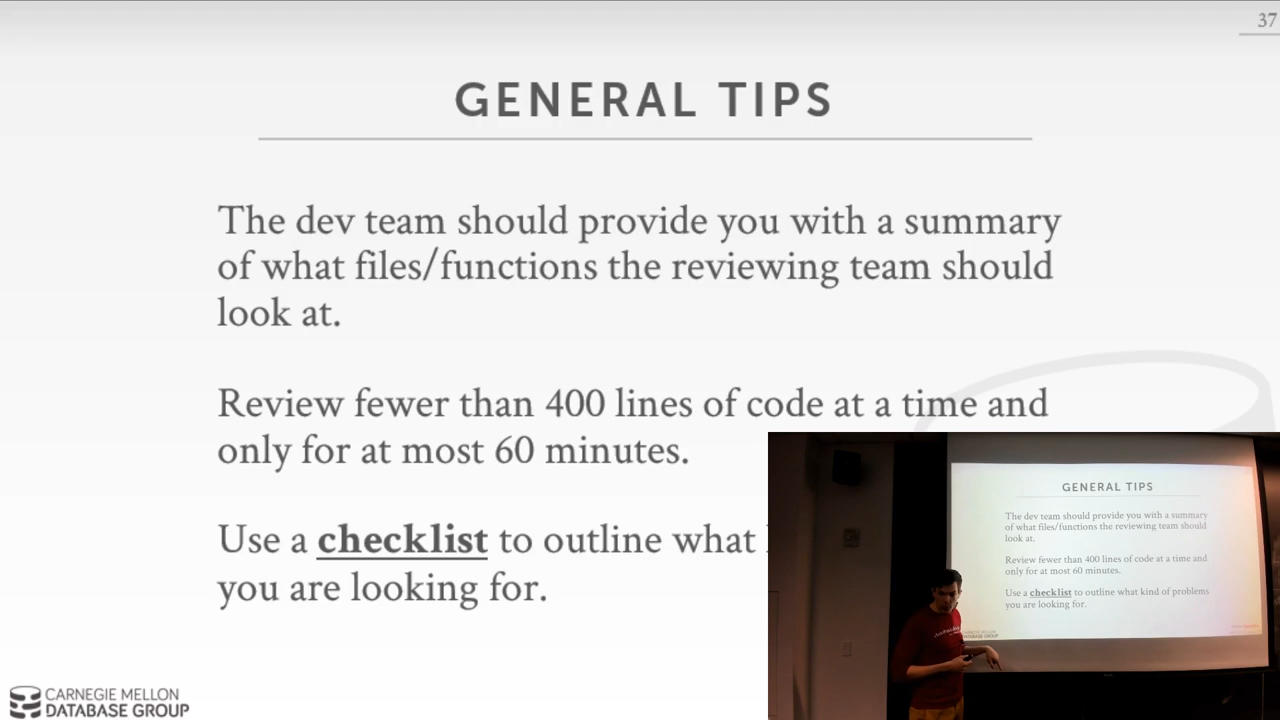 37
GENERAL TIPS
The dev team should provide you with a summary
of what files/functions the reviewing team should
look at.
Review fewer than 400 lines of code at a time and
only for at most 60 minutes.
Use a checklist to outline what
you are looking for.
CARNEGIE MELLON
DATABASE GROUP
GENERAL TIPS
The dev team should provide you with a summary
of what files/functions the reviewing team should
look at.
Review fewer than 400 lines of code at a time and
only for at most 60 minutes.
Use a checklist to outline what kind of problems
you are looking for.
CARNEGIE MELLON
DATABASE GROUP